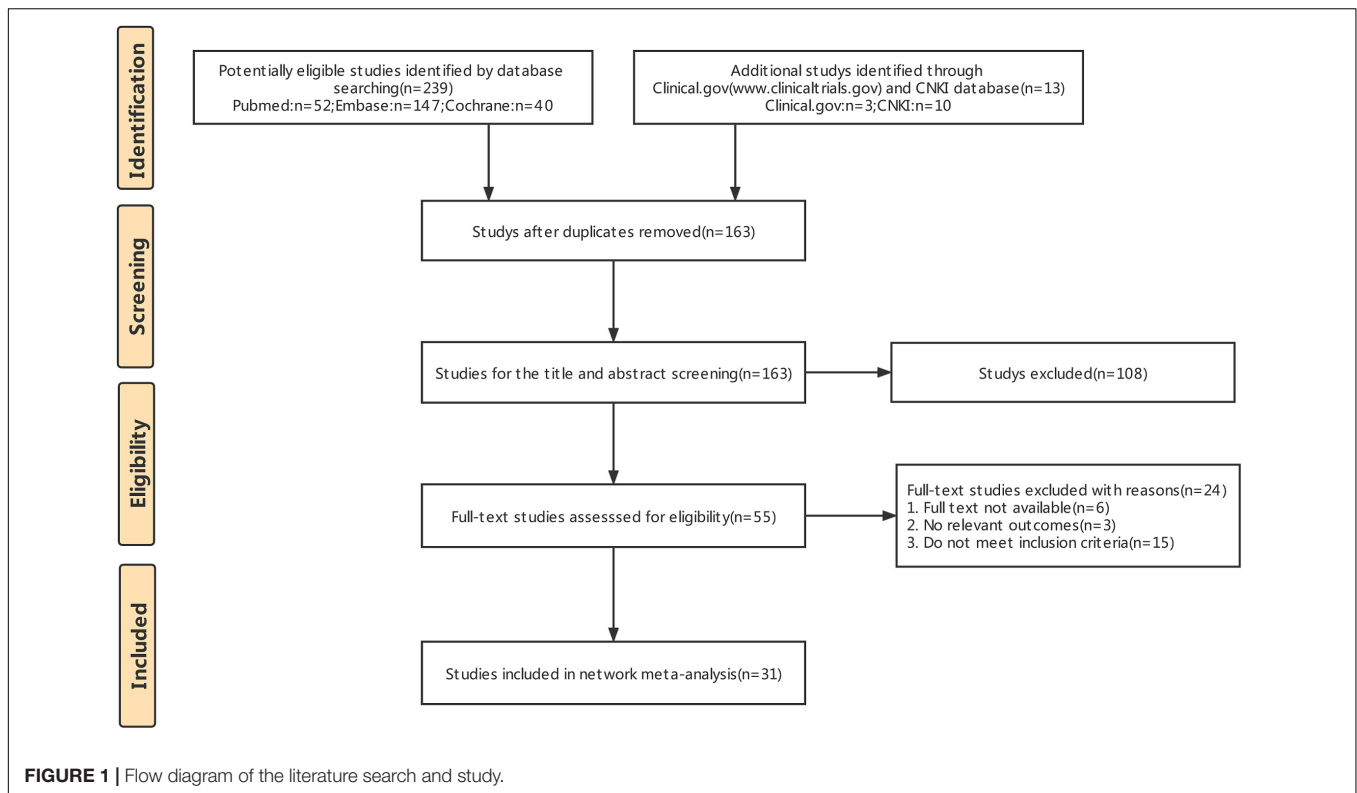 Identification
Potentially eligible studies identified by database
searching(n=239)
Pubmed:n=52;Embase:n=147;Cochrane:n=40
Additional studys identified through
Clinical.gov(www.clinicaltrials.gov) and CNKI database(n=13)
Clinical.gov:n=3;CNKI:n=10
Screening
Studys after duplicates removed(n=163)
Studies for the title and abstract screening(n=163)
Studys excluded(n=108)
Eligibility
Full-text studies assesssed for eligibility(n=55)
Full-text studies excluded with reasons(n=24)
1. Full text not available(n=6)
2. No relevant outcomes(n=3)
3. Do not meet inclusion criteria(n=15)
Included
Studies included in network meta-analysis(n=31)
FIGURE 1 | Flow diagram of the literature search and study.